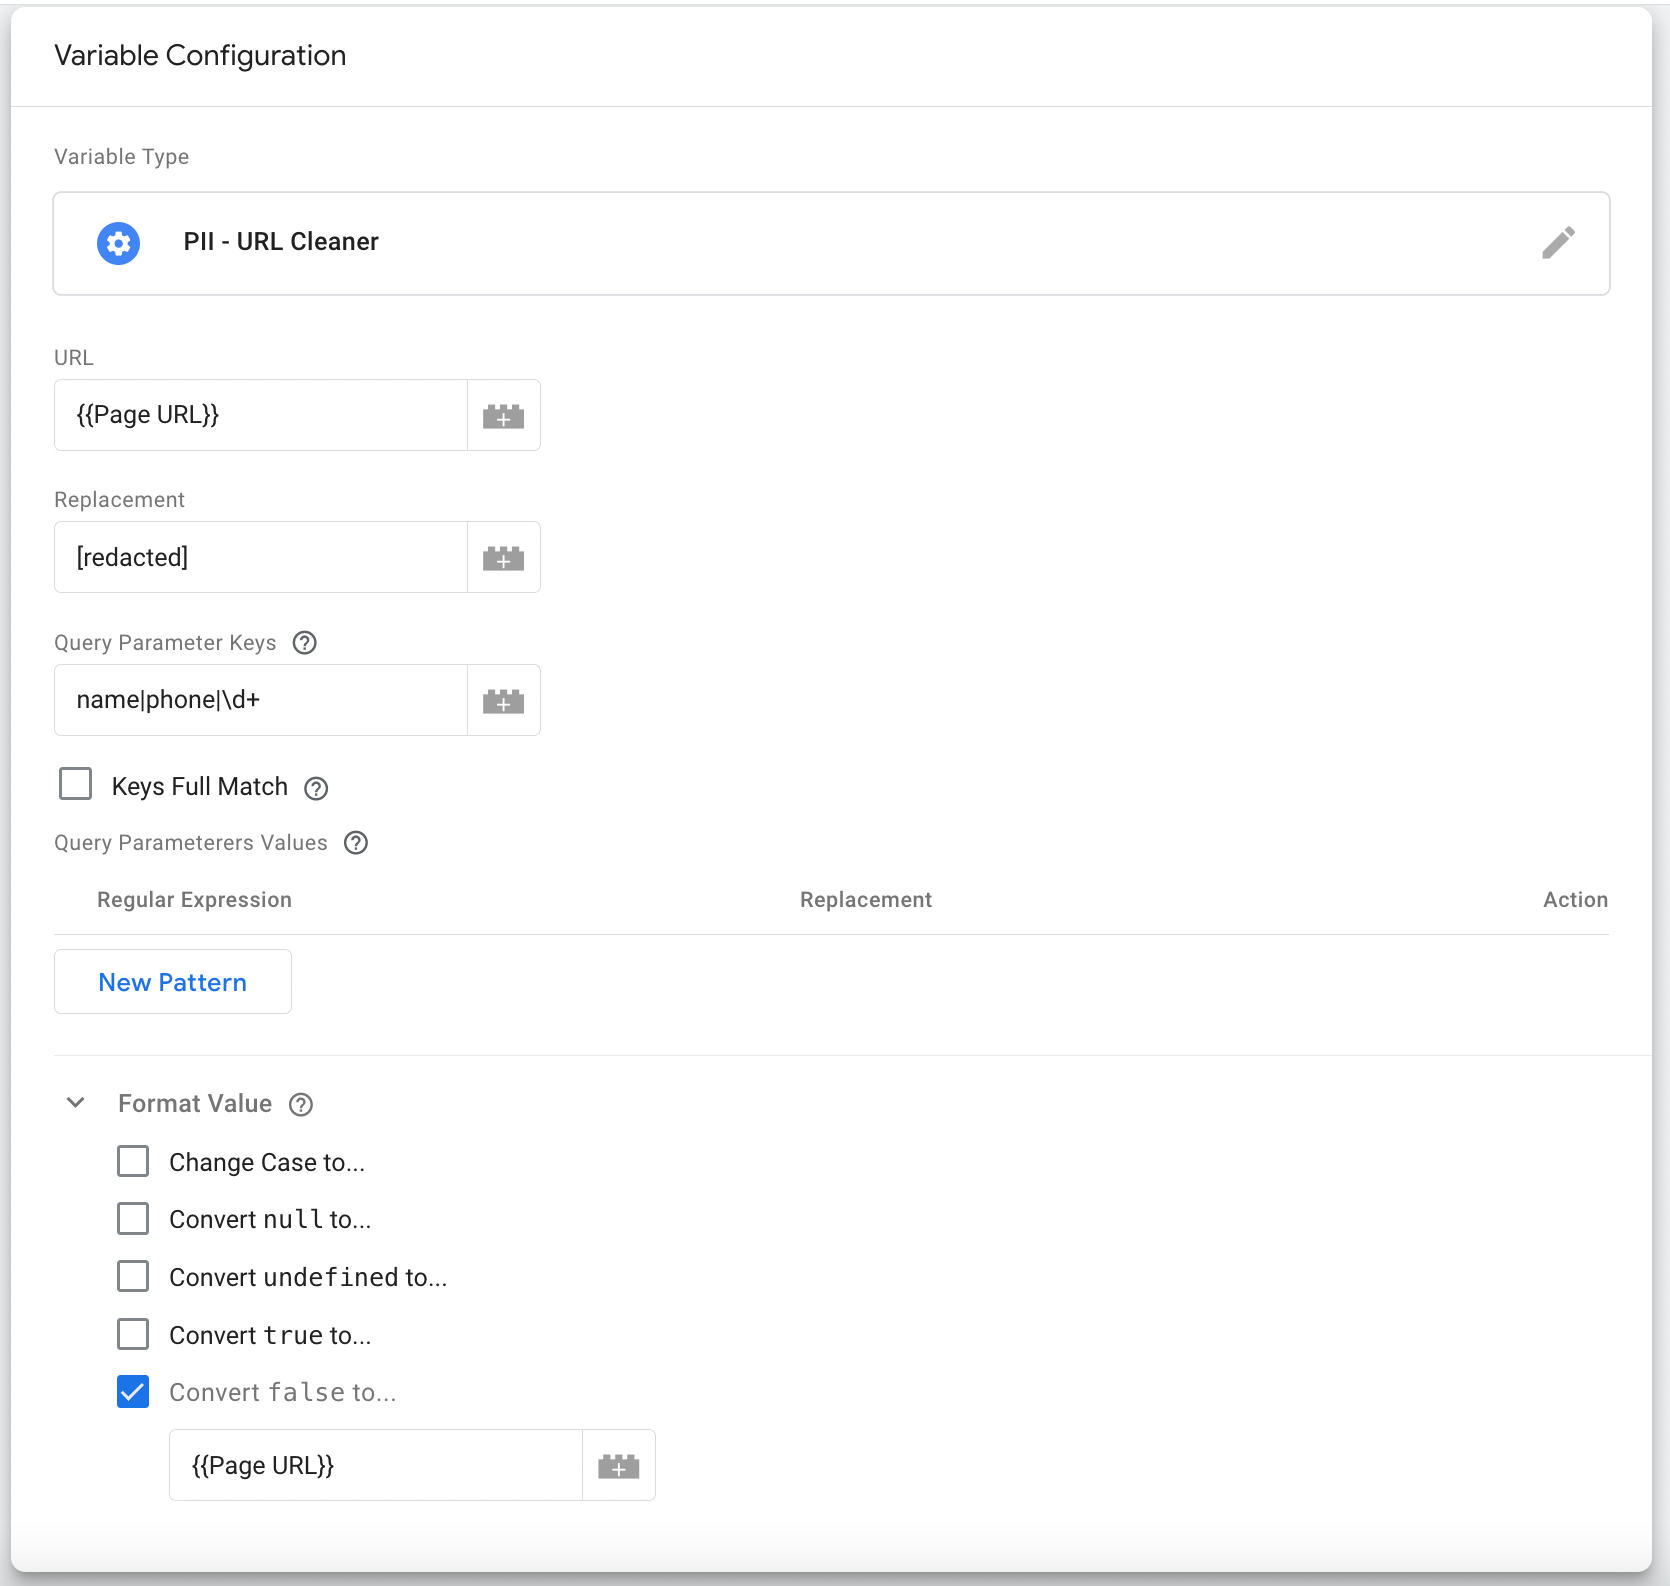 Variable Configuration
Variable Type
PII - URL Cleaner
URL
{{Page URL}}
Replacement
[redacted]
Query Parameter Keys
name|phone|\d+
Keys Full Match
Query Parameterers Values
Regular Expression Replacement Action
New Pattern
Format Value
Change Case to...
Convert null to...
Convert undefined to...
Convert true to...
Convert false to...
{{Page URL}}